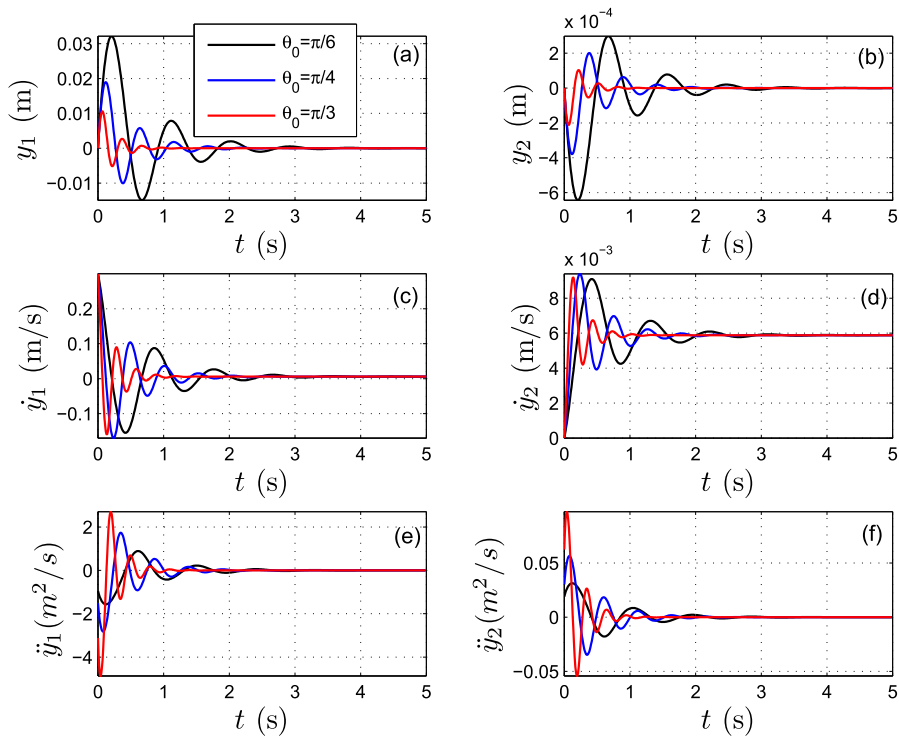 0.03
0.02
0.01
0
−0.01
y₁ (m)
θ₀=π/6
θ₀=π/4
θ₀=π/3
(a)
0 1 2 3 4 5
t (s)
x 10⁻⁴
2
0
−2
−4
−6
y₂ (m)
(b)
0 1 2 3 4 5
t (s)
0.2
0.1
0
−0.1
ẏ₁ (m/s)
(c)
0 1 2 3 4 5
t (s)
x 10⁻³
8
6
4
2
0
ẏ₂ (m/s)
(d)
0 1 2 3 4 5
t (s)
2
0
−2
−4
ÿ₁(m²/s)
(e)
0 1 2 3 4 5
t (s)
0.05
0
−0.05
ÿ₂(m²/s)
(f)
0 1 2 3 4 5
t (s)